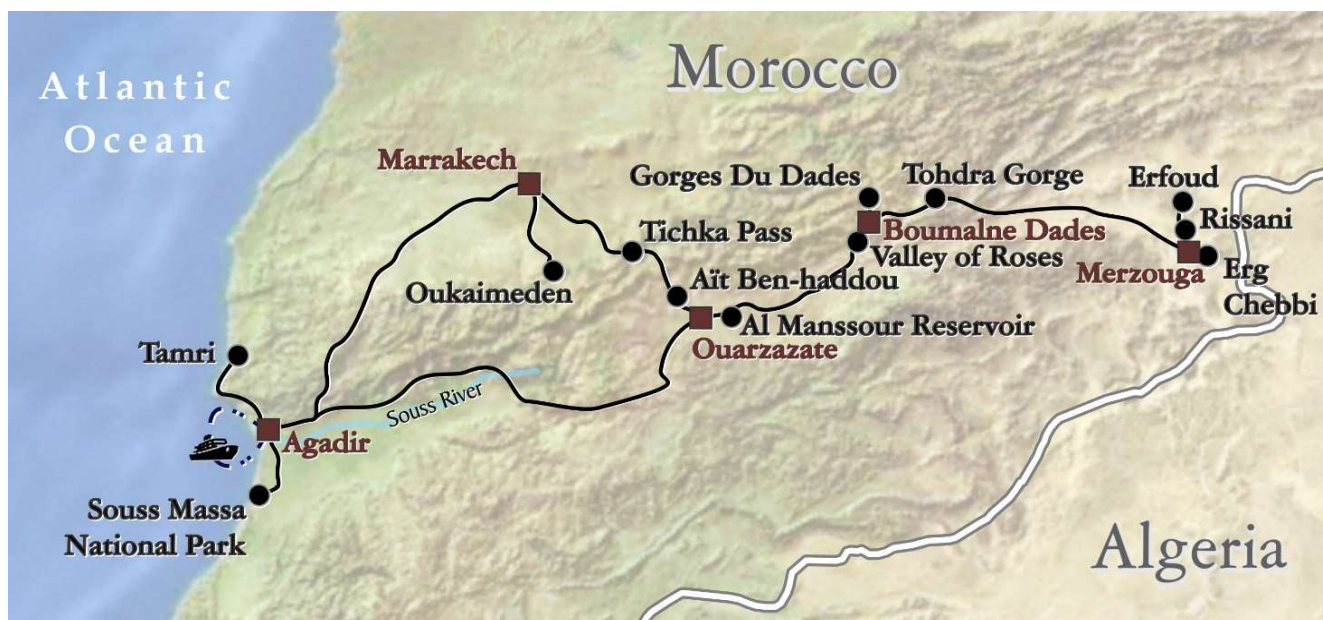 Morocco
Atlantic
Ocean
Marrakech
Gorges Du Dades
Tohdra Gorge
Erfoud
Rissani
Tichka Pass
Boumalne Dades
Valley of Roses
Merzouga
Erg
Chebbi
Oukaimeden
Aït Ben-haddou
Al Manssour Reservoir
Ouarzazate
Tamri
Souss River
Agadir
Souss Massa
National Park
Algeria